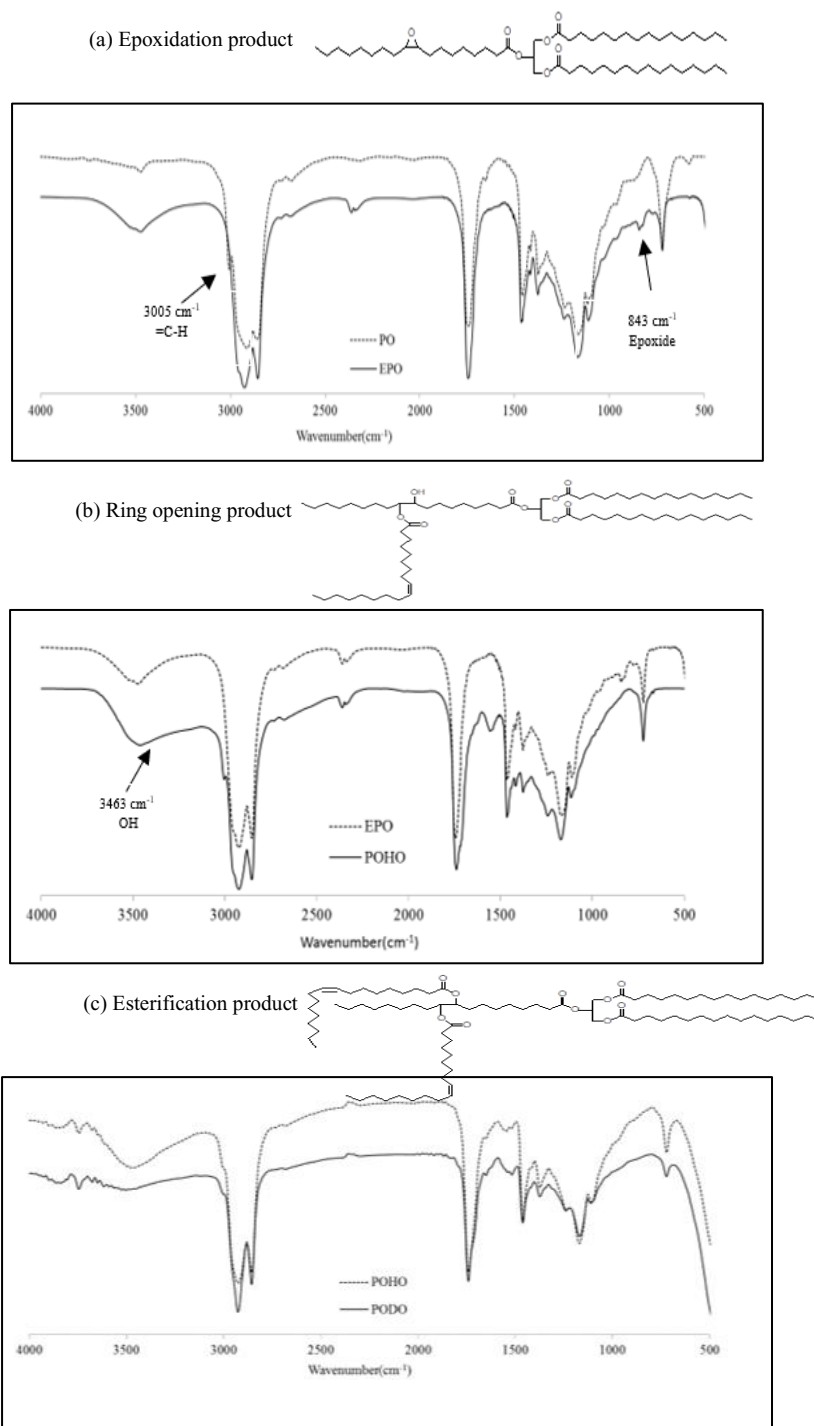 (a) Epoxidation product
O
O
O
O
O
O
O
3005 cm-1
=C-H
PO
EPO
843 cm-1
Epoxide
4000 3500 3000 2500 2000 1500 1000 500
Wavenumber(cm-1)
(b) Ring opening product
OH
O
O
O
O
O
O
O
O
3463 cm-1
OH
EPO
POHO
4000 3500 3000 2500 2000 1500 1000 500
Wavenumber(cm-1)
(c) Esterification product
O
O
O
O
O
O
O
O
O
O
POHO
PODO
4000 3500 3000 2500 2000 1500 1000 500
Wavenumber(cm-1)